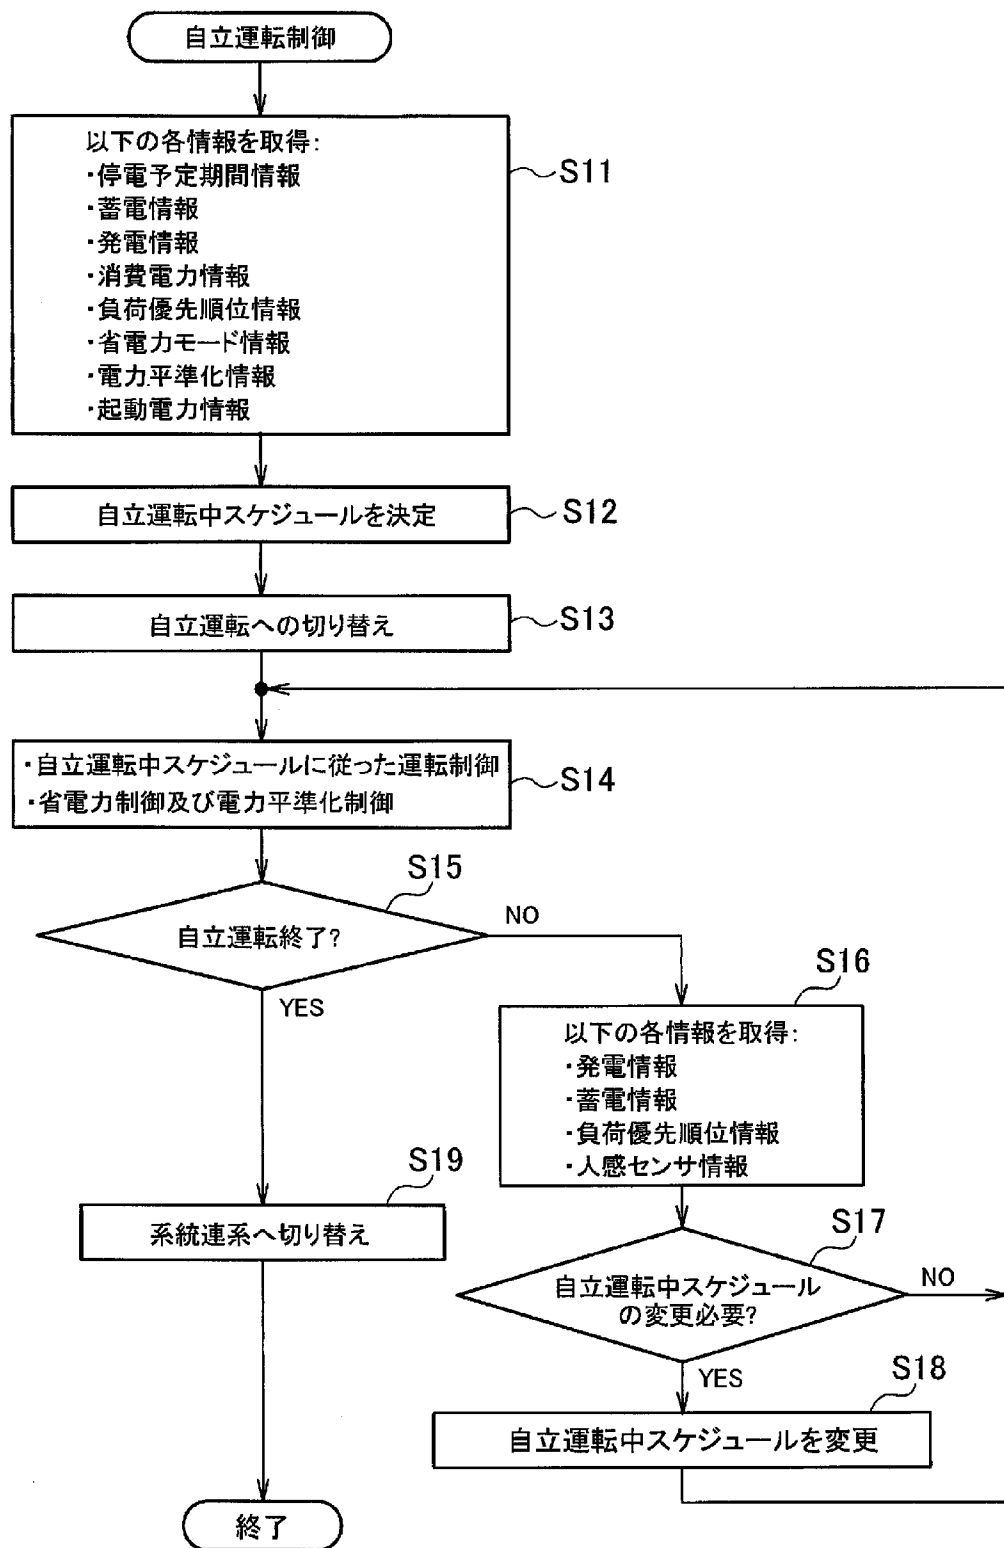 自立運転制御
以下の各情報を取得:
・停電予定期間情報
・蓄電情報
・発電情報
・消費電力情報
・負荷優先順位情報
・省電力モード情報
・電力平準化情報
・起動電力情報
S11
自立運転中スケジュールを決定
S12
自立運転への切り替え
S13
・自立運転中スケジュールに従った運転制御
・省電力制御及び電力平準化制御
S14
S15
自立運転終了?
NO
YES
S16
以下の各情報を取得:
・発電情報
・蓄電情報
・負荷優先順位情報
・人感センサ情報
S19
系統連系へ切り替え
S17
自立運転中スケジュール
の変更必要?
NO
YES
S18
自立運転中スケジュールを変更
終了